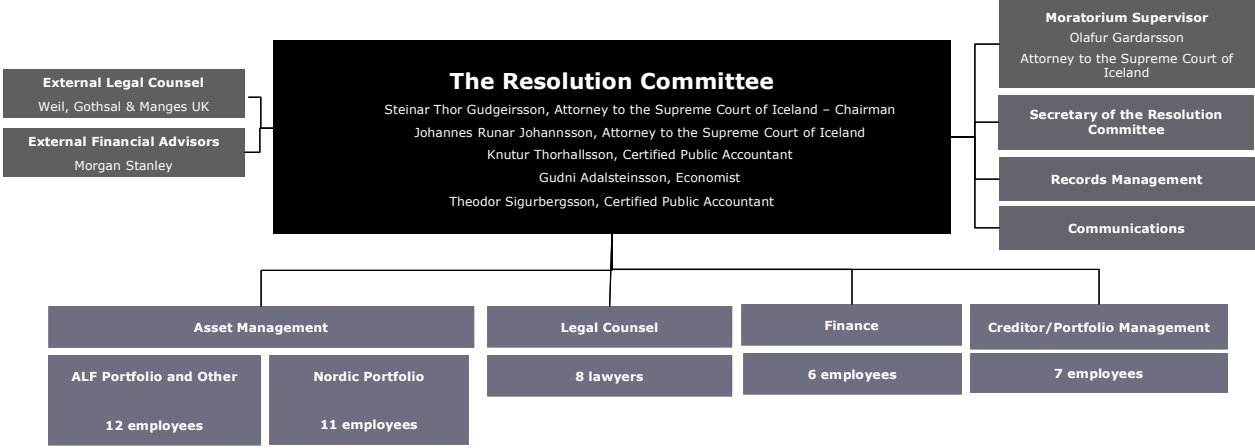 External Legal Counsel
Weil, Gothsal & Manges UK
External Financial Advisors
Morgan Stanley
The Resolution Committee
Steinar Thor Gudgeirsson, Attorney to the Supreme Court of Iceland – Chairman
Johannes Runar Johannsson, Attorney to the Supreme Court of Iceland
Knutur Thorhallsson, Certified Public Accountant
Gudni Adalsteinsson, Economist
Theodor Sigurbergsson, Certified Public Accountant
Moratorium Supervisor
Olafur Gardarsson
Attorney to the Supreme Court of
Iceland
Secretary of the Resolution
Committee
Records Management
Communications
Asset Management
ALF Portfolio and Other
12 employees
Nordic Portfolio
11 employees
Legal Counsel
8 lawyers
Finance
6 employees
Creditor/Portfolio Management
7 employees